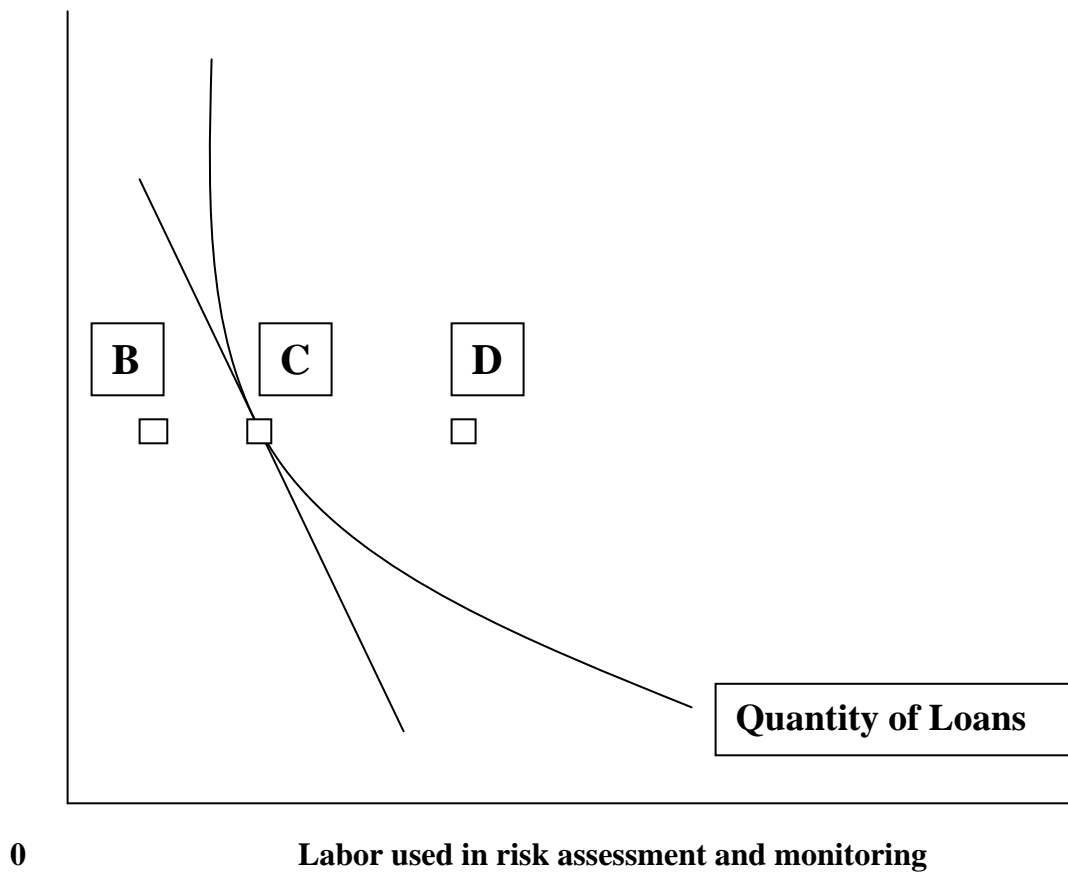 B C D
Quantity of Loans
0 Labor used in risk assessment and monitoring